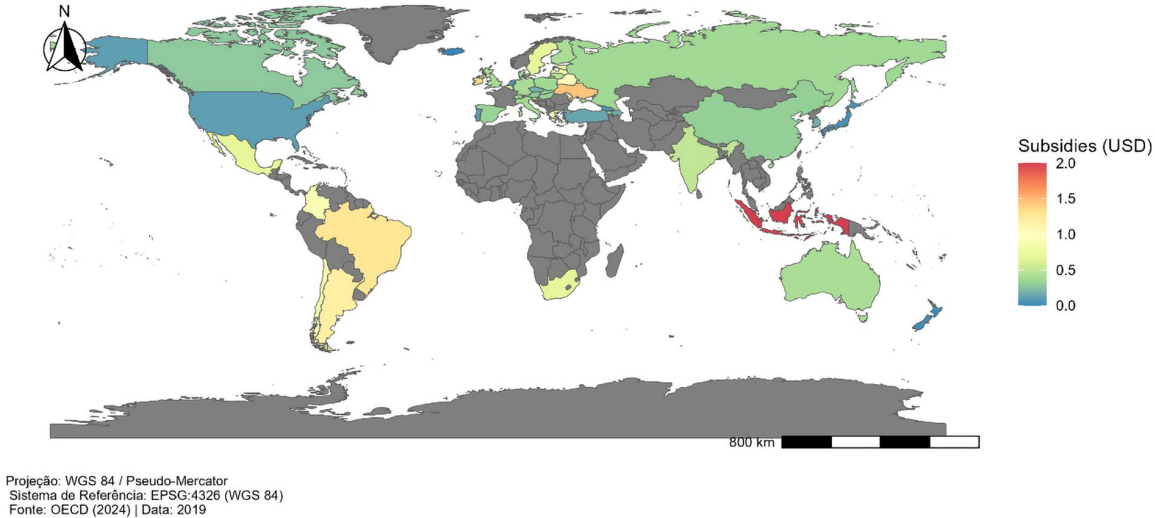 N
Subsidies (USD)
2.0
1.5
1.0
0.5
0.0
800 km
Projeção: WGS 84 / Pseudo-Mercator
Sistema de Referência: EPSG:4326 (WGS 84)
Fonte: OECD (2024) | Data: 2019